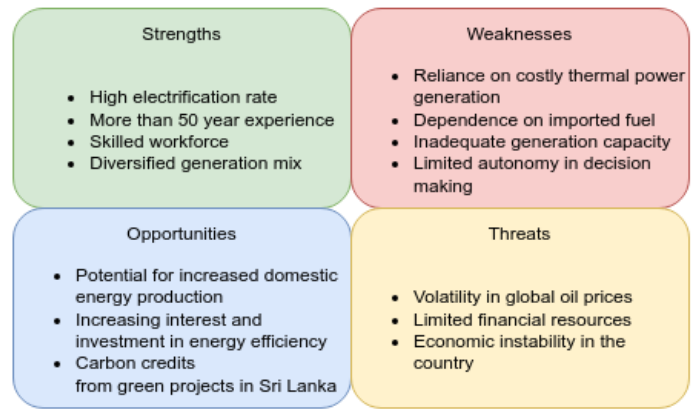 Strengths
• High electrification rate
• More than 50 year experience
• Skilled workforce
• Diversified generation mix
Weaknesses
• Reliance on costly thermal power
generation
• Dependence on imported fuel
• Inadequate generation capacity
• Limited autonomy in decision
making
Opportunities
• Potential for increased domestic
energy production
• Increasing interest and
investment in energy efficiency
• Carbon credits
from green projects in Sri Lanka
Threats
• Volatility in global oil prices
• Limited financial resources
• Economic instability in the
country